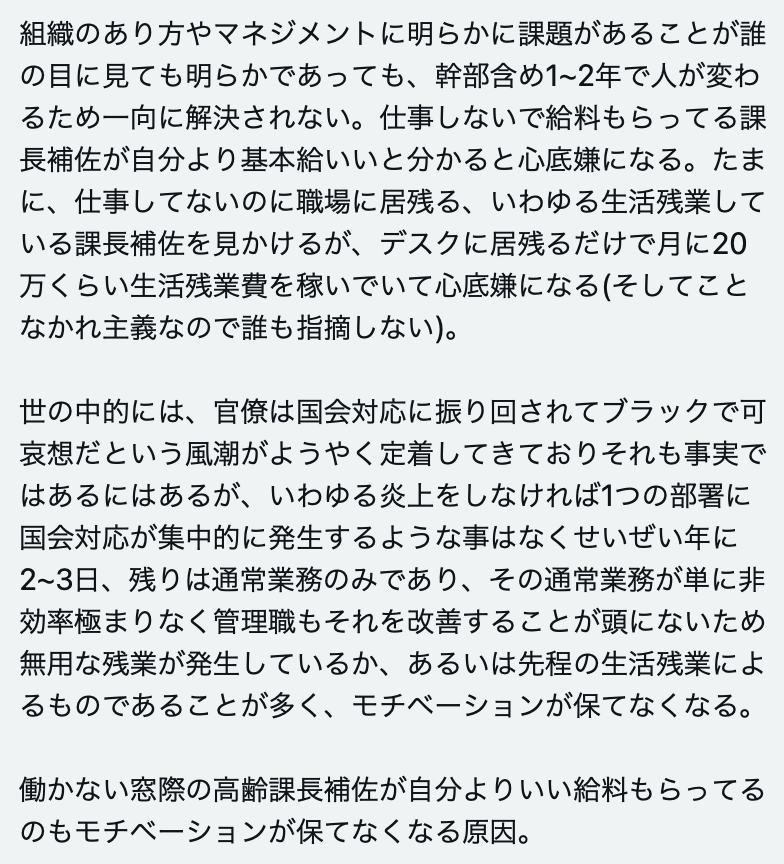 組織のあり方やマネジメントに明らかに課題があることが誰
の目に見ても明らかであっても、幹部含め1~2年で人が変わ
るため一向に解決されない。仕事しないで給料もらってる課
長補佐が自分より基本給いいと分かると心底嫌になる。たま
に、仕事してないのに職場に居残る、いわゆる生活残業して
いる課長補佐を見かけるが、デスクに居残るだけで月に20
万くらい生活残業費を稼いでいて心底嫌になる(そしてこと
なかれ主義なので誰も指摘しない)。
世の中的には、官僚は国会対応に振り回されてブラックで可
哀想だという風潮がようやく定着してきておりそれも事実で
はあるにはあるが、いわゆる炎上をしなければ1つの部署に
国会対応が集中的に発生するような事はなくせいぜい年に
2~3日、残りは通常業務のみであり、その通常業務が単に非
効率極まりなく管理職もそれを改善することが頭にないため
無用な残業が発生しているか、あるいは先程の生活残業によ
るものであることが多く、モチベーションが保てなくなる。
働かない窓際の高齢課長補佐が自分よりいい給料もらってる
のもモチベーションが保てなくなる原因。